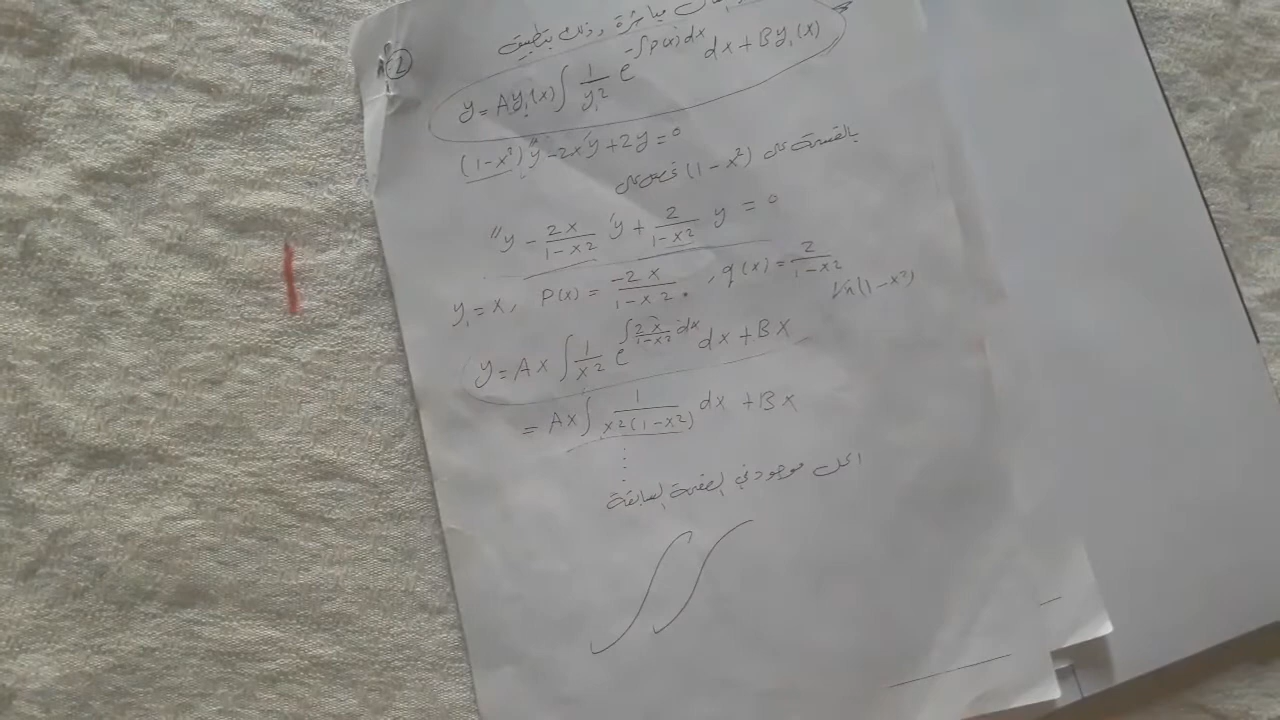 مباشرة وذلك بتطبيق
2
y = Ay₁(x) ∫ 1/y₁² e^(-∫P(x)dx) dx + By₁(x)
(1-x²)y″ - 2xy′ + 2y = 0
بالقسمة على (1-x²)
″y - 2x/(1-x2) ′y + 2/(1-x2) y = 0
y₁ = x, P(x) = -2x/(1-x2), q(x) = 2/(1-x2)
ln(1-x²)
y = Ax ∫ 1/x2 e^(∫2x/(1-x2) dx) dx + Bx
= Ax ∫ 1/(x2(1-x2)) dx + Bx
الحل موجود في الصفحة السابقة